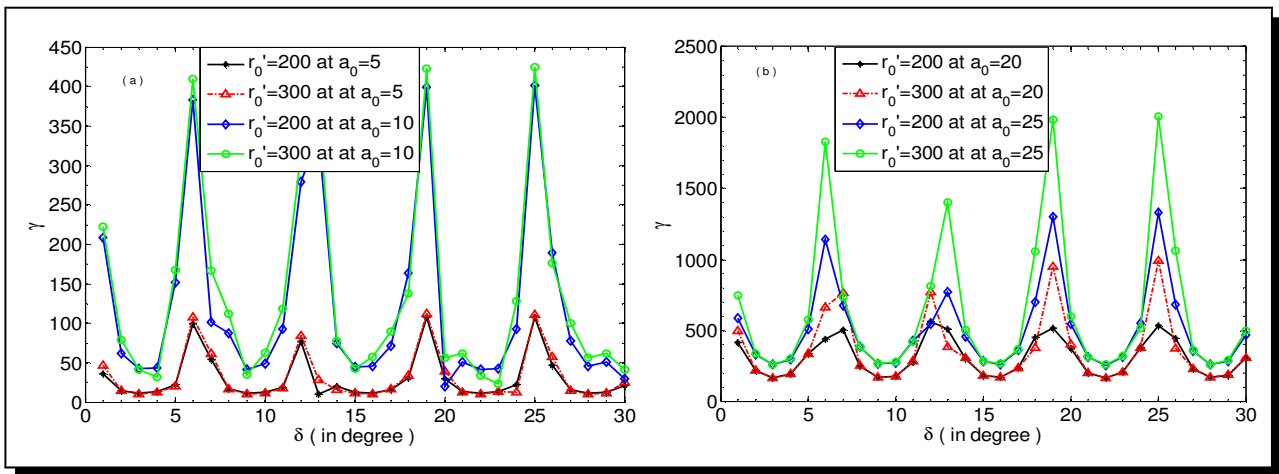 ( a )
r0'=200 at a0=5
r0'=300 at at a0=5
r0'=200 at at a0=10
r0'=300 at at a0=10
450
400
350
300
250
200
150
100
50
0
γ
0
5
10
15
20
25
30
δ ( in degree )
( b )
r0'=200 at a0=20
r0'=300 at at a0=20
r0'=200 at at a0=25
r0'=300 at at a0=25
2500
2000
1500
1000
500
0
γ
0
5
10
15
20
25
30
δ ( in degree )